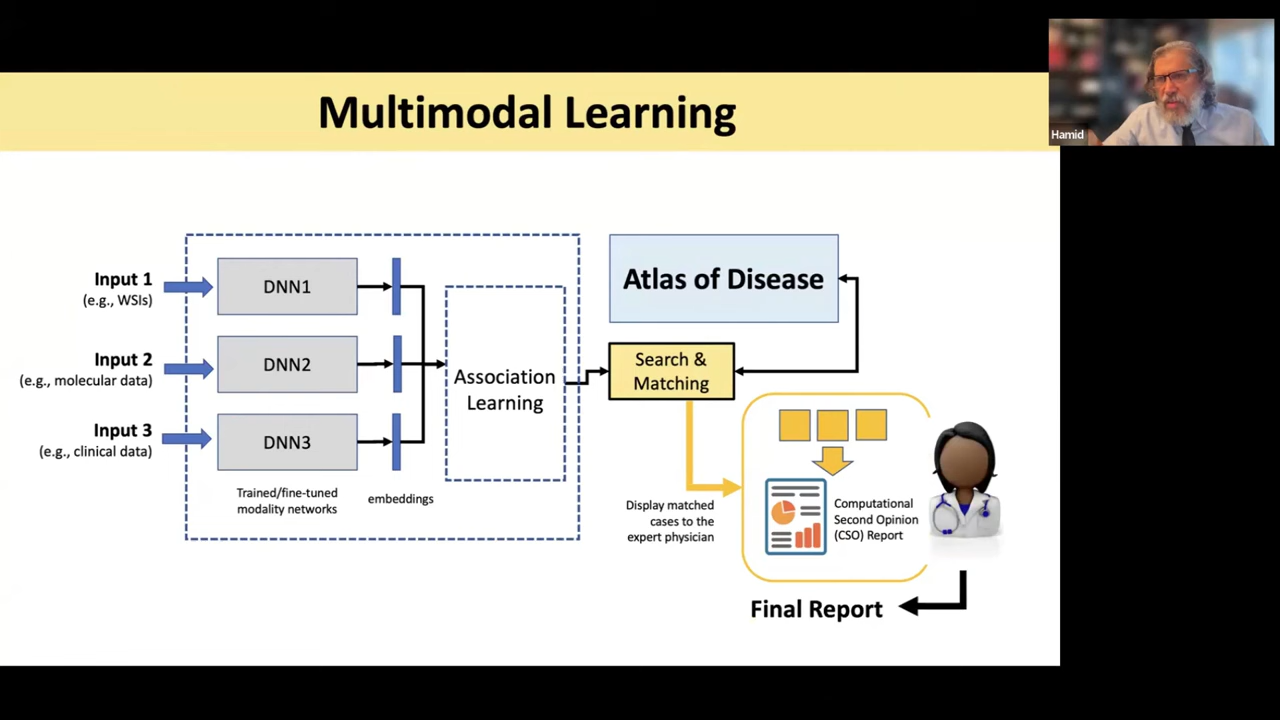 Multimodal Learning
Hamid
Input 1
(e.g., WSIs)
DNN1
Input 2
(e.g., molecular data)
DNN2
Input 3
(e.g., clinical data)
DNN3
Trained/fine-tuned
modality networks
embeddings
Association
Learning
Atlas of Disease
Search &
Matching
Display matched
cases to the
expert physician
Computational
Second Opinion
(CSO) Report
Final Report